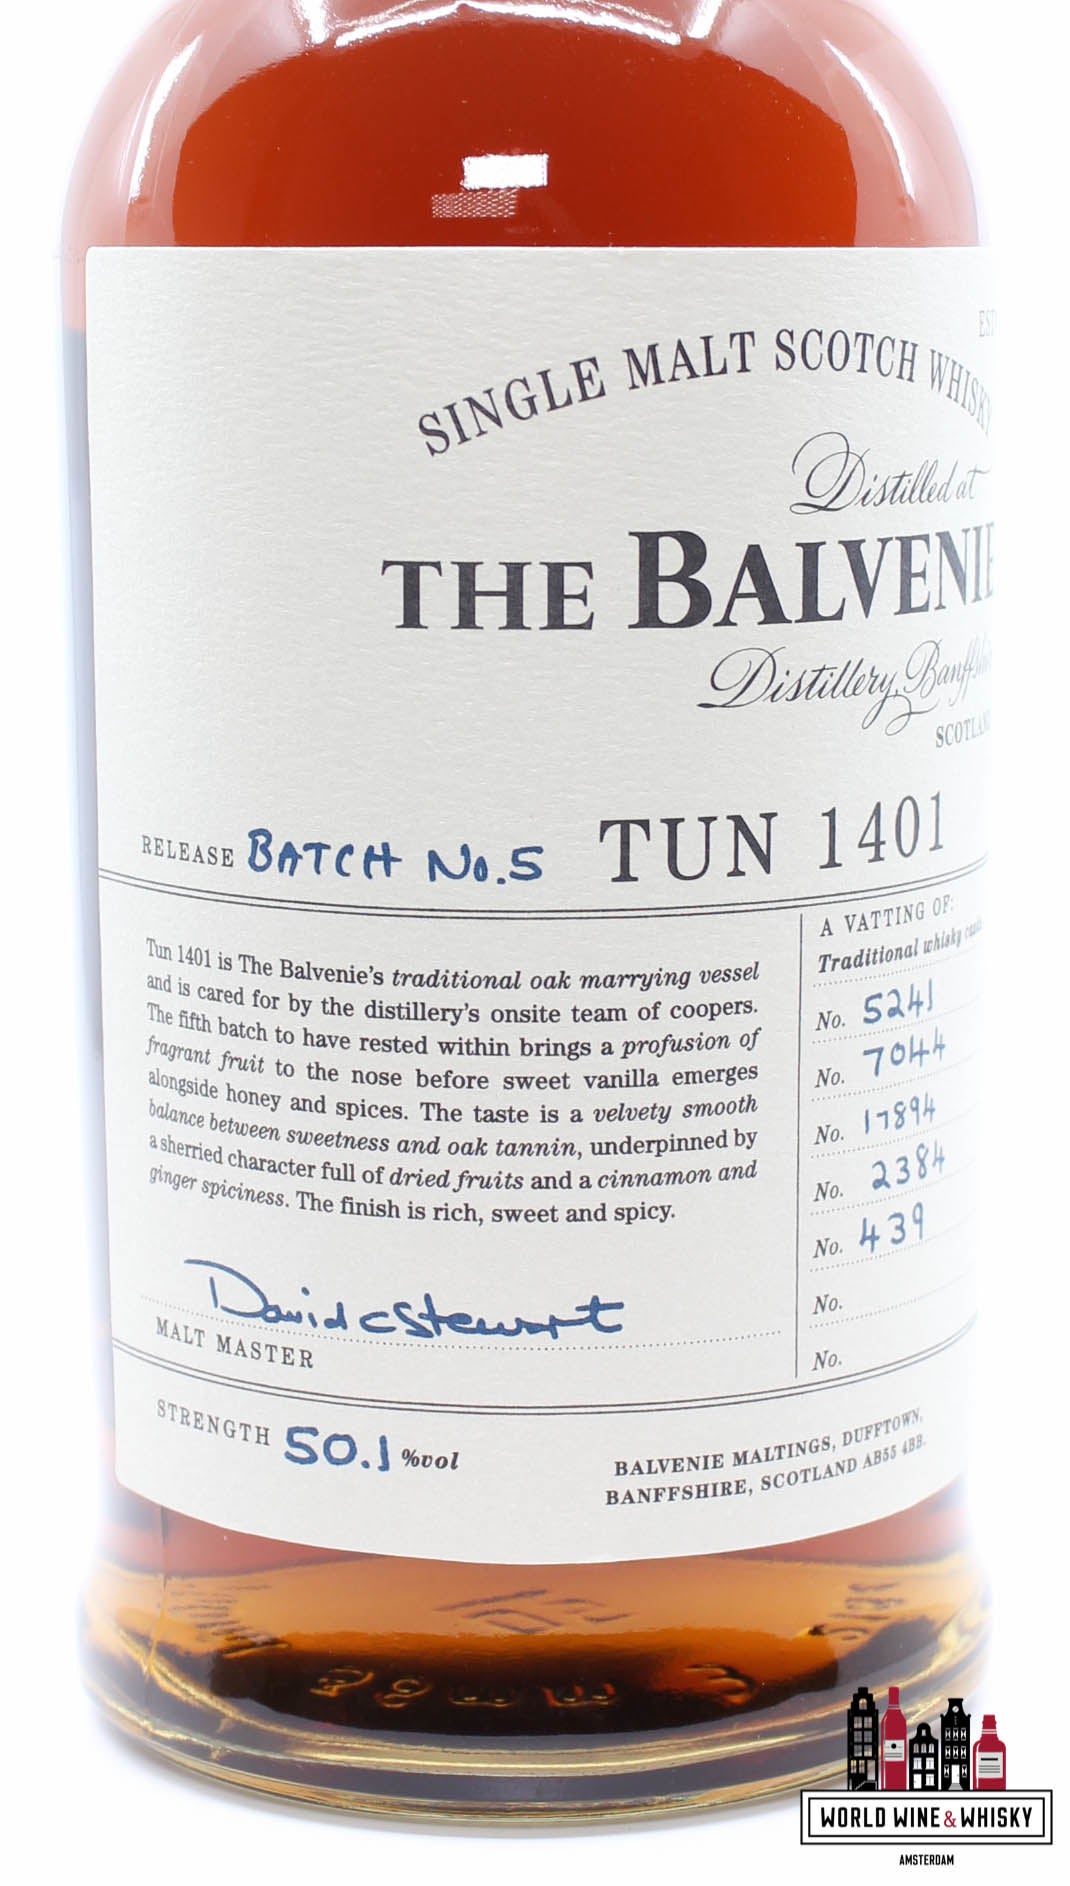 SINGLE MALT SCOTCH WHISKY
Distilled at
THE BALVENIE
Distillery, Banffshire
SCOTLAND
RELEASE BATCH No.5
TUN 1401
Tun 1401 is The Balvenie's traditional oak marrying vessel
and is cared for by the distillery's onsite team of coopers.
The fifth batch to have rested within brings a profusion of
fragrant fruit to the nose before sweet vanilla emerges
alongside honey and spices. The taste is a velvety smooth
balance between sweetness and oak tannin, underpinned by
a sherried character full of dried fruits and a cinnamon and
ginger spiciness. The finish is rich, sweet and spicy.
David C Stewart
MALT MASTER
A VATTING OF:
Traditional whisky
No. 5241
No. 7044
No. 17894
No. 2384
No. 439
No.
No.
STRENGTH 50.1 %vol
BALVENIE MALTINGS, DUFFTOWN,
BANFFSHIRE, SCOTLAND AB55 4BB.
WORLD WINE & WHISKY
AMSTERDAM